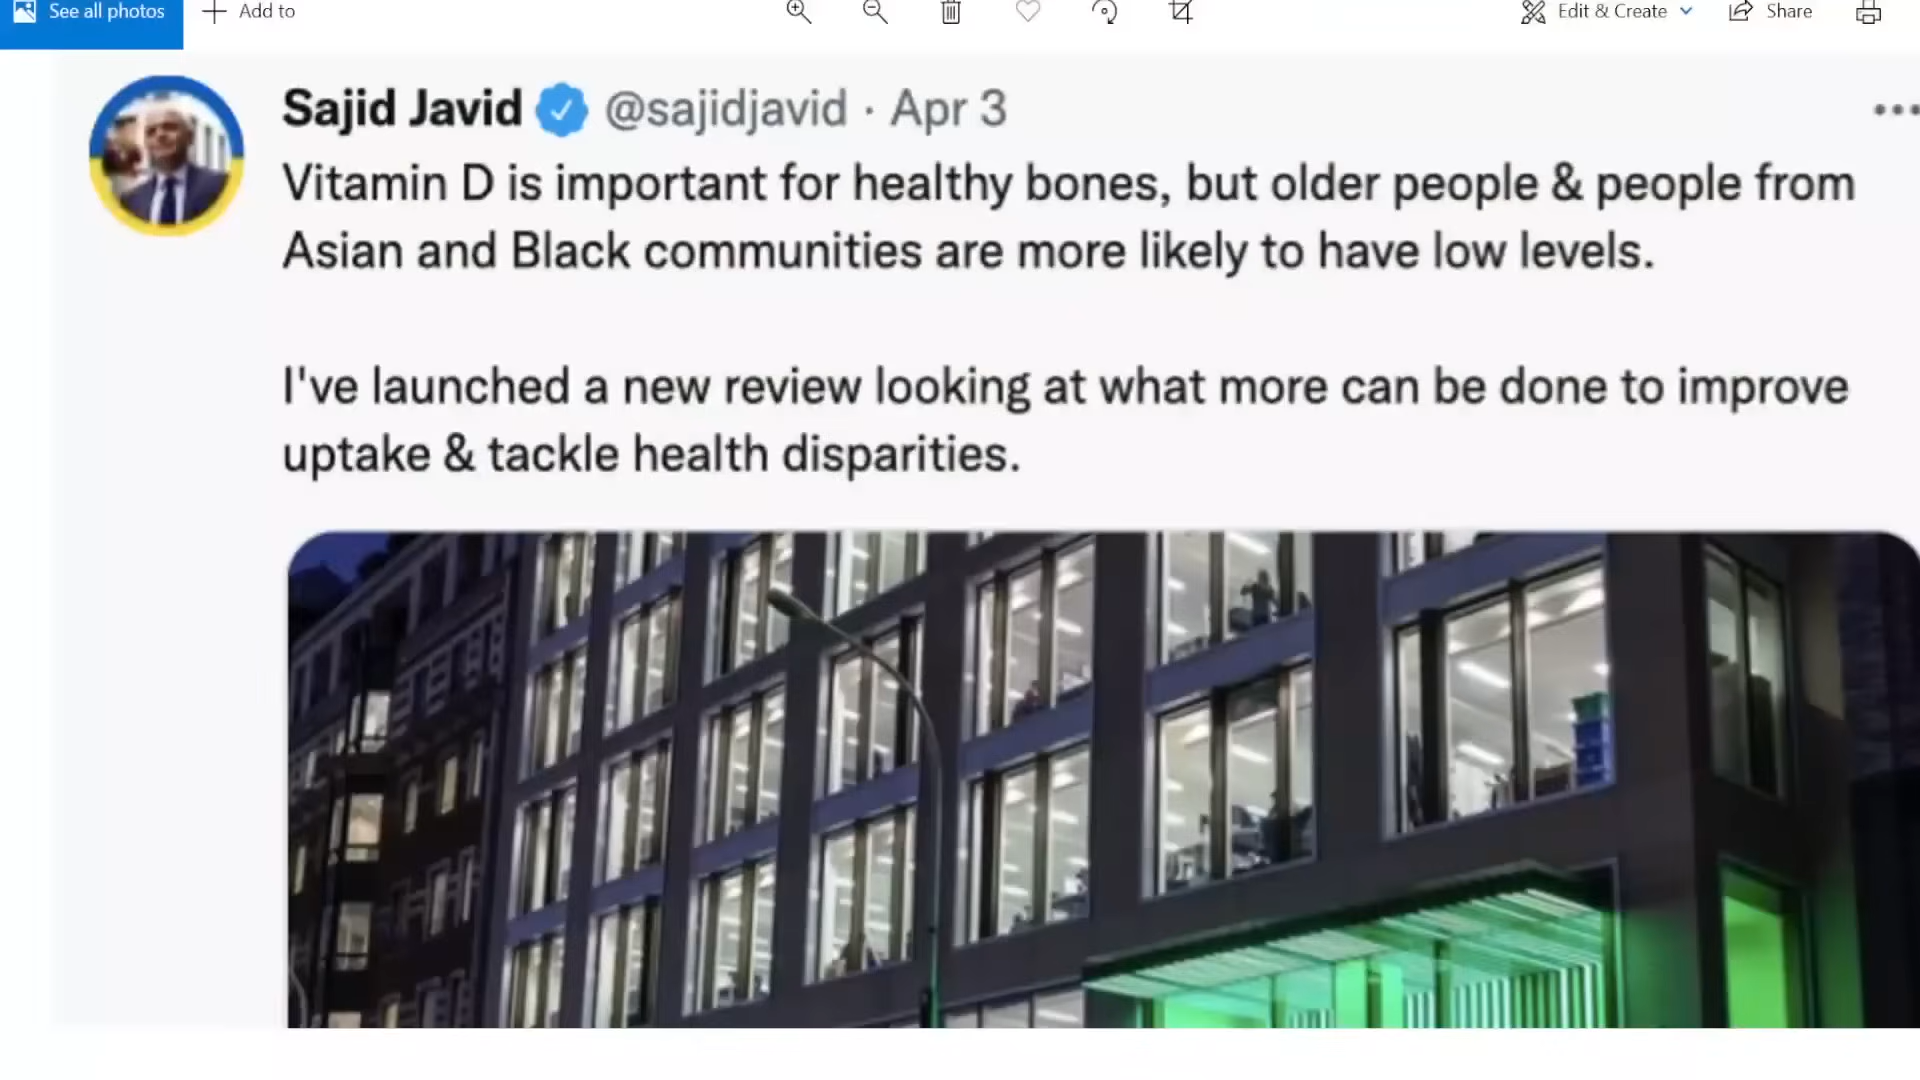 See all photos Add to Edit & Create Share
Sajid Javid @sajidjavid · Apr 3
Vitamin D is important for healthy bones, but older people & people from
Asian and Black communities are more likely to have low levels.
I've launched a new review looking at what more can be done to improve
uptake & tackle health disparities.